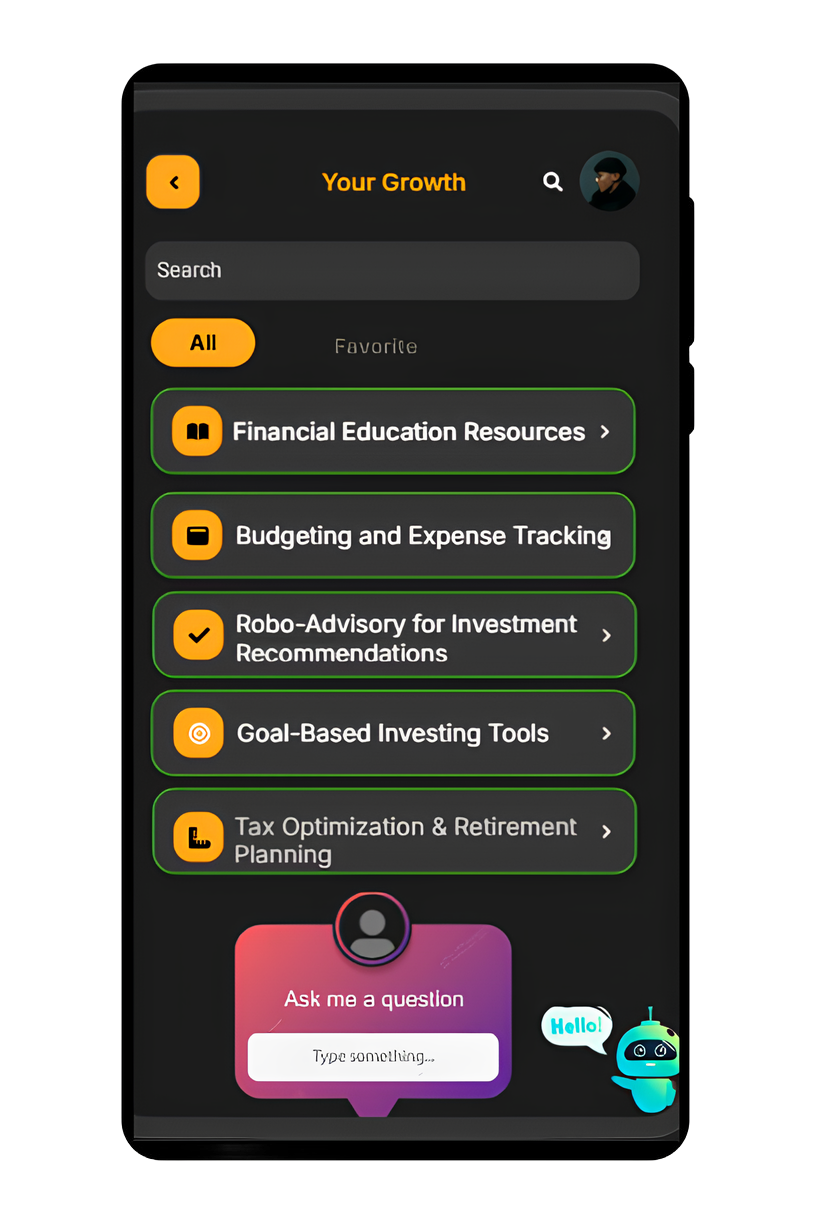 Your Growth
Search
All
Favorite
Financial Education Resources
Budgeting and Expense Tracking
Robo-Advisory for Investment
Recommendations
Goal-Based Investing Tools
Tax Optimization & Retirement
Planning
Ask me a question
Hello!
Type something...